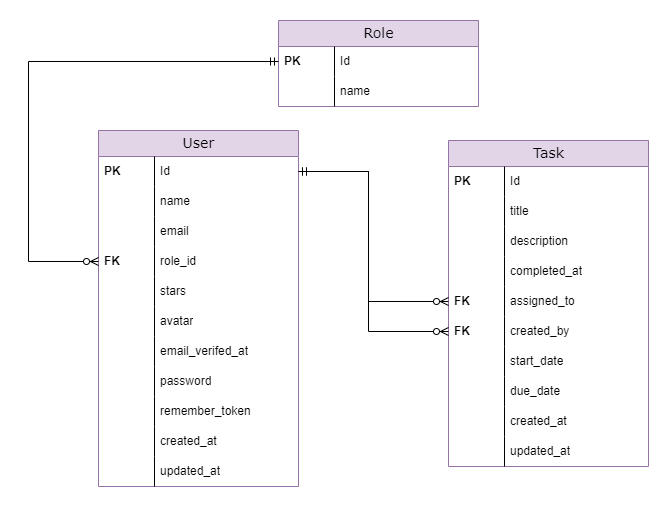 Role
PK Id
name
User
PK Id
name
email
FK role_id
stars
avatar
email_verifed_at
password
remember_token
created_at
updated_at
Task
PK Id
title
description
completed_at
FK assigned_to
FK created_by
start_date
due_date
created_at
updated_at